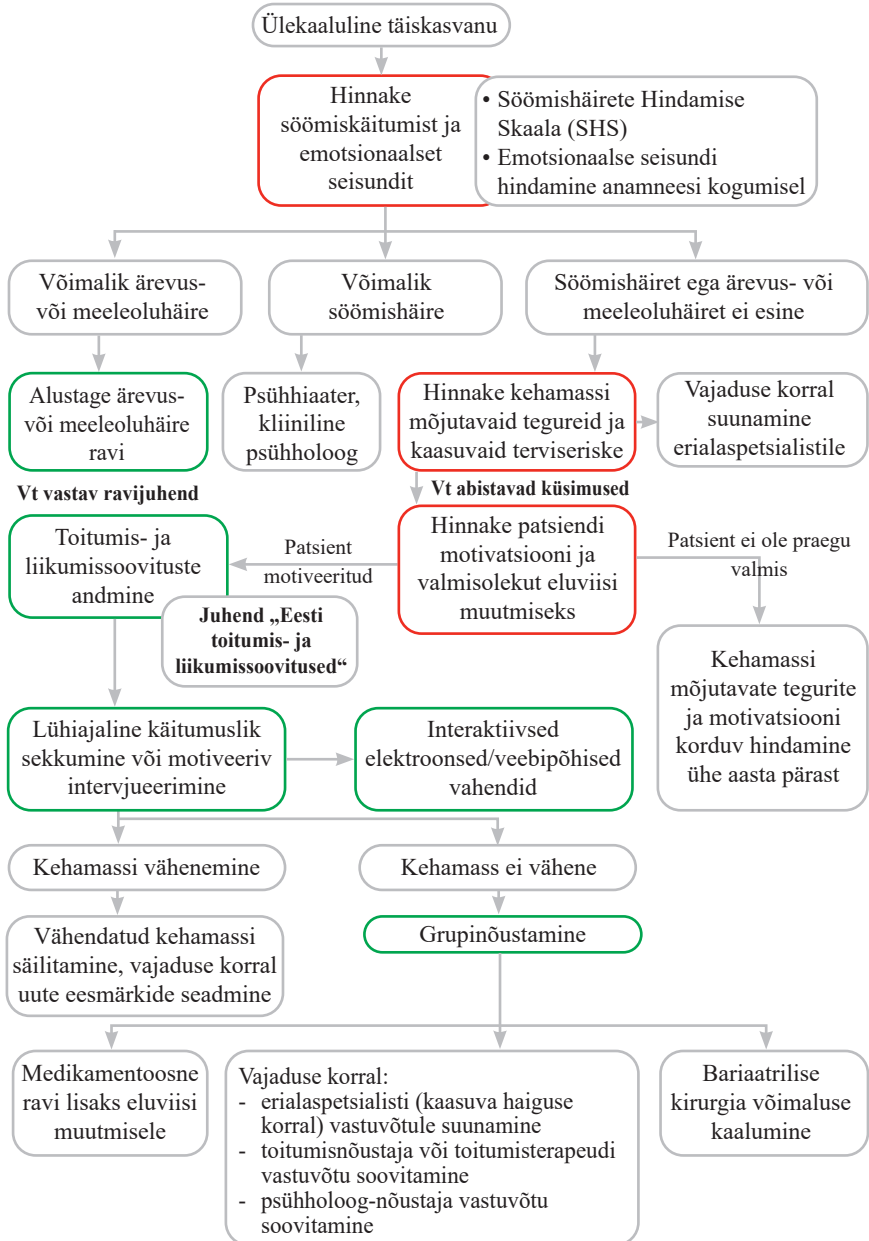 Ülekaaluline täiskasvanu
Hinnake
söömiskäitumist ja
emotsionaalset
seisundit
• Söömishäirete Hindamise
Skaala (SHS)
• Emotsionaalse seisundi
hindamine anamneesi kogumisel
Võimalik ärevus-
või meeleoluhäire
Võimalik
söömishäire
Söömishäiret ega ärevus- või
meeleoluhäiret ei esine
Alustage ärevus-
või meeleoluhäire
ravi
Psühhiaater,
kliiniline
psühholoog
Hinnake kehamassi
mõjutavaid tegureid ja
kaasuvaid terviseriske
Vajaduse korral
suunamine
erialaspetsialistile
Vt vastav ravijuhend
Vt abistavad küsimused
Toitumis- ja
liikumissoovituste
andmine
Patsient
motiveeritud
Hinnake patsiendi
motivatsiooni ja
valmisolekut eluviisi
muutmiseks
Patsient ei ole praegu
valmis
Juhend „Eesti
toitumis- ja
liikumissoovitused“
Kehamassi
mõjutavate tegurite
ja motivatsiooni
korduv hindamine
ühe aasta pärast
Lühiajaline käitumuslik
sekkumine või motiveeriv
intervjueerimine
Interaktiivsed
elektroonsed/veebipõhised
vahendid
Kehamassi vähenemine
Kehamass ei vähene
Vähendatud kehamassi
säilitamine, vajaduse korral
uute eesmärkide seadmine
Grupinõustamine
Medikamentoosne
ravi lisaks eluviisi
muutmisele
Vajaduse korral:
- erialaspetsialisti (kaasuva haiguse
korral) vastuvõtule suunamine
- toitumisnõustaja või toitumisterapeudi
vastuvõtu soovitamine
- psühholoog-nõustaja vastuvõtu
soovitamine
Bariaatrilise
kirurgia võimaluse
kaalumine